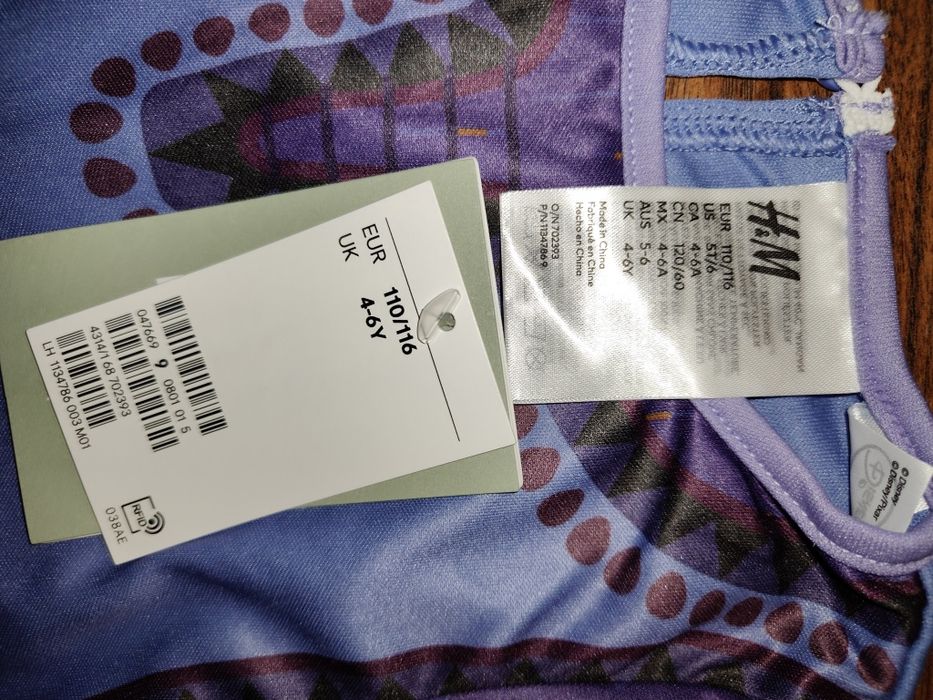 EUR 110/116
UK 4-6Y
047669 9 0801 01 5
4314/1 68 702393
LH 1134786 003 M01
RFID
038AE
H&M
EUR 110/116
US 5T/6
CA 4-6A
CN 120/60
MX 4-6A
AUS 5-6
UK 4-6Y
Made in China
Fabriqué en Chine
Hecho en China
O/N 702393
P/N 1134786.9
© Disney
© Disney/Pixar